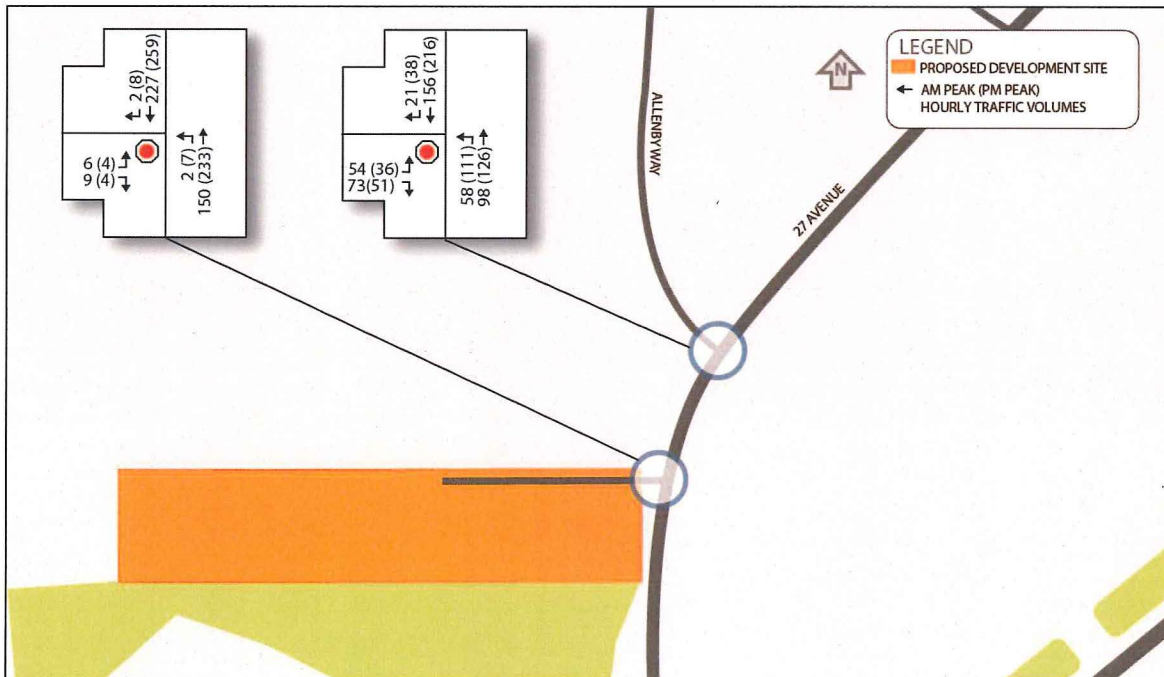 2 (8)
227 (259)
6 (4)
9 (4)
2 (7)
150 (233)
21 (38)
156 (216)
54 (36)
73(51)
58 (111)
98 (126)
ALLENBY WAY
27 AVENUE
N
LEGEND
PROPOSED DEVELOPMENT SITE
AM PEAK (PM PEAK)
HOURLY TRAFFIC VOLUMES